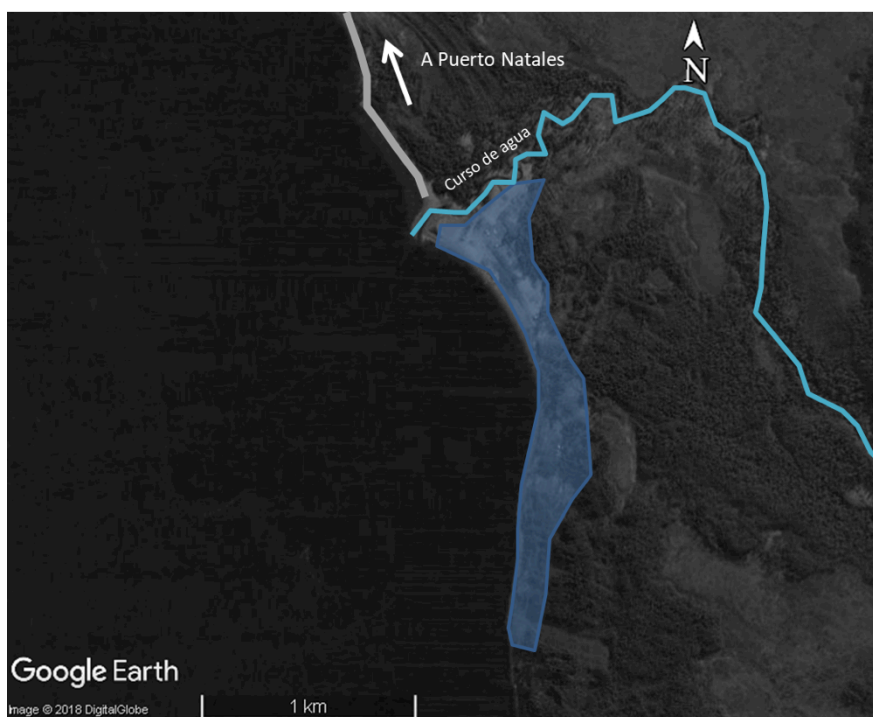 A Puerto Natales
N
Curso de agua
Google Earth
Image © 2018 DigitalGlobe
1 km